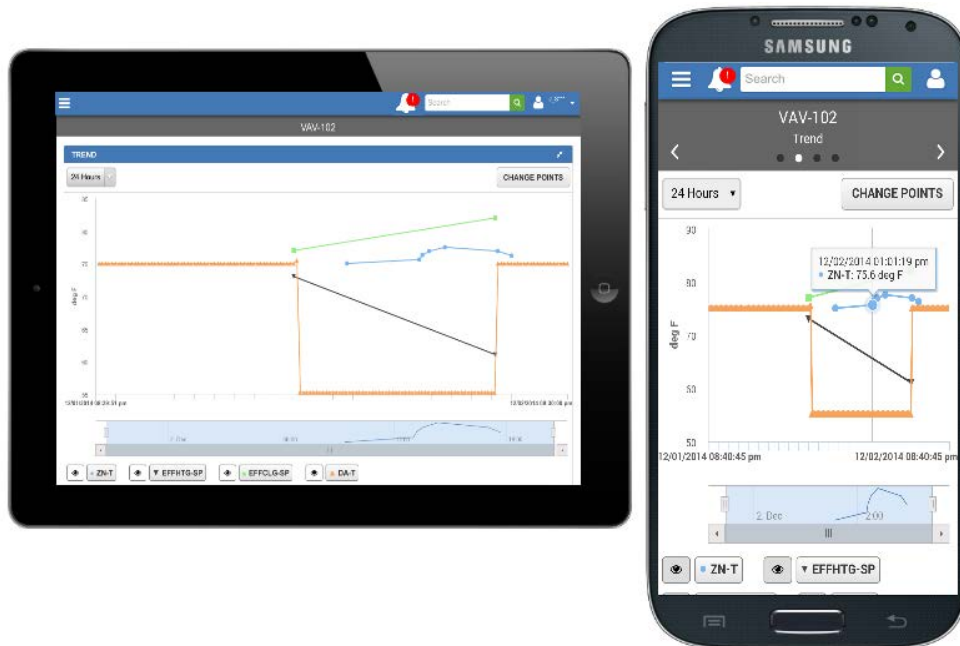 Search
VAV-102
TREND
24 Hours
CHANGE POINTS
deg F
2. Dec
ZN-T
EFFHTG-SP
EFFCLG-SP
DA-T
SAMSUNG
!
Search
VAV-102
Trend
24 Hours
CHANGE POINTS
90
12/02/2014 01:01:19 pm
ZN-T: 75.6 deg F
80
70
60
50
deg F
12/01/2014 08:40:45 pm
12/02/2014 08:40:45 pm
2. Dec
ZN-T
EFFHTG-SP